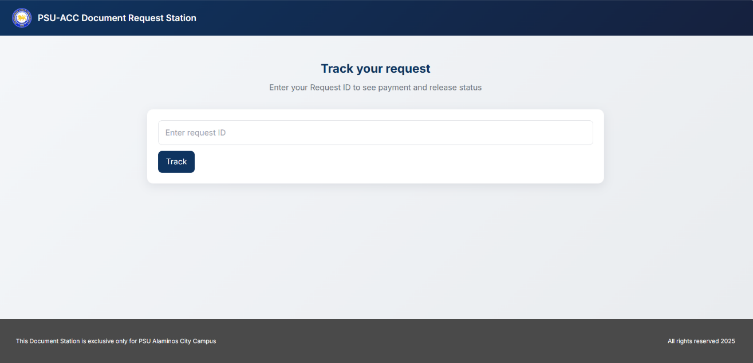 PSU-ACC Document Request Station
Track your request
Enter your Request ID to see payment and release status
Enter request ID
Track
This Document Station is exclusive only for PSU Alaminos City Campus
All rights reserved 2025